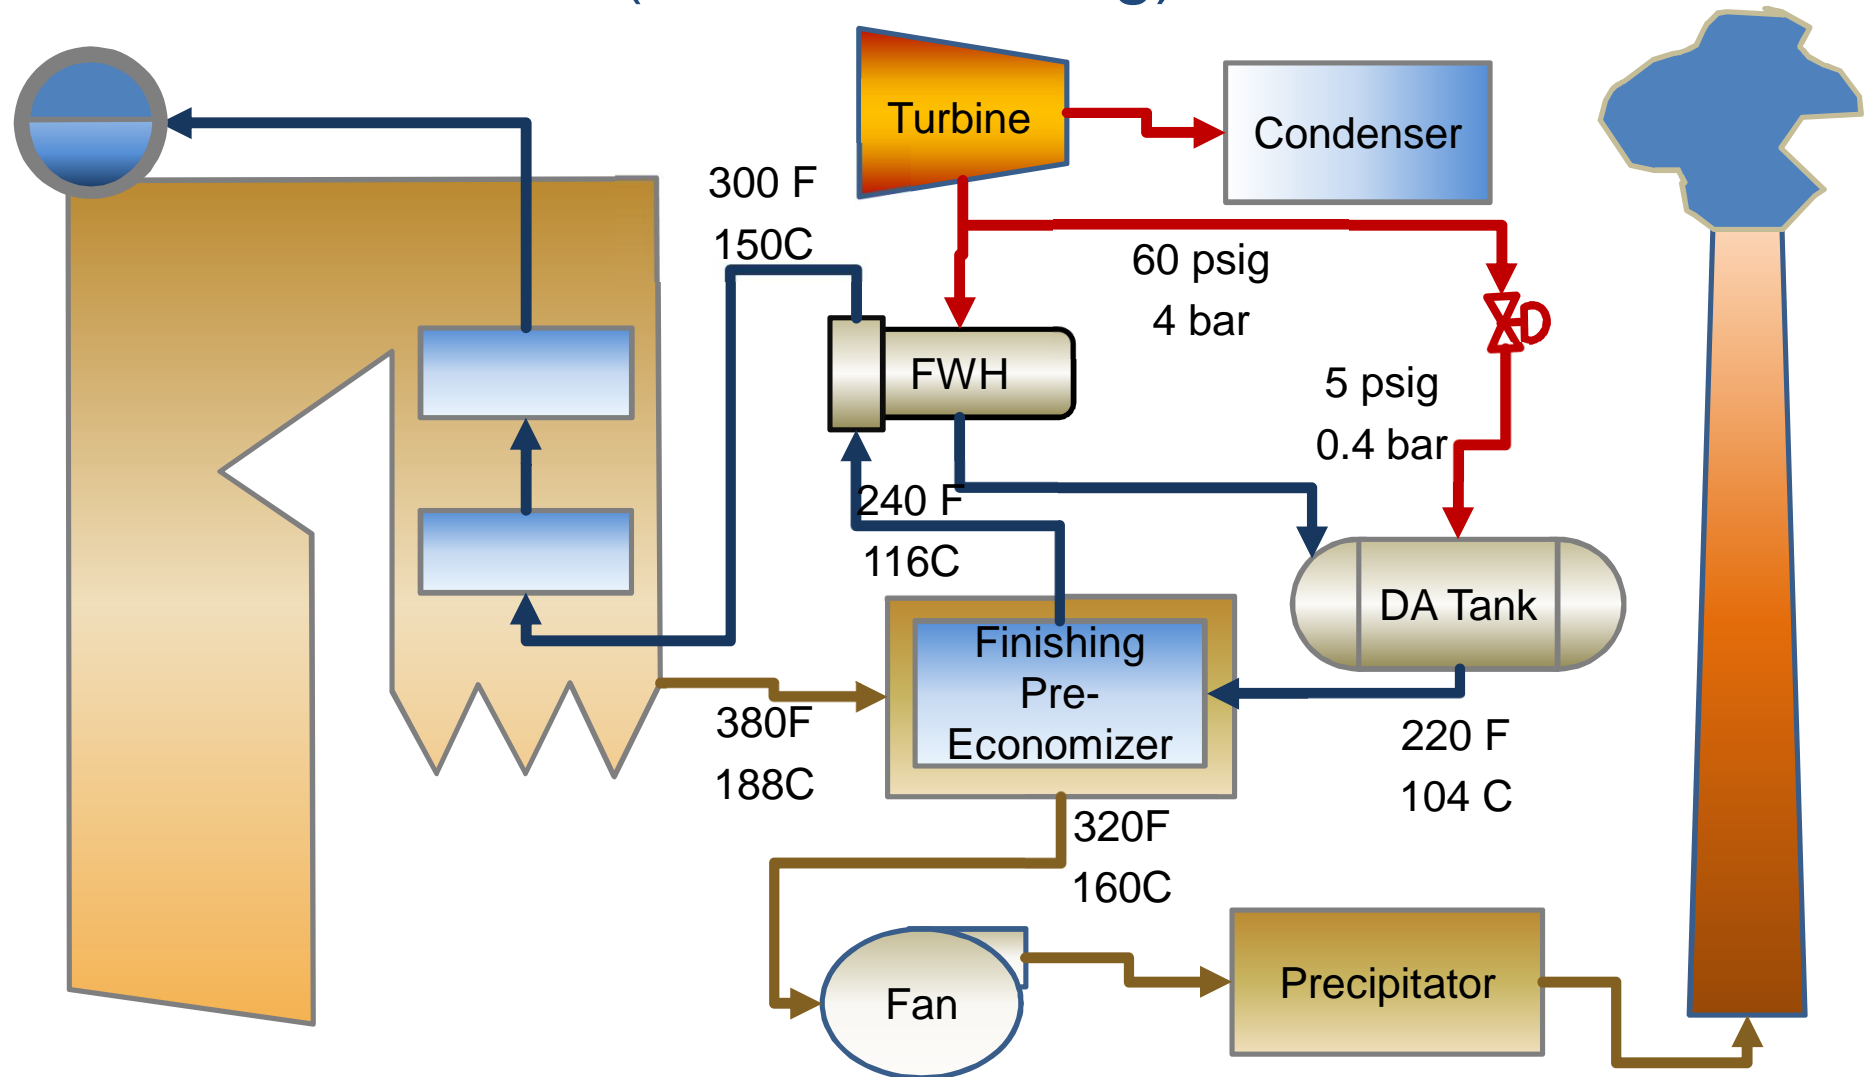 Turbine
Condenser
300 F
150C
60 psig
4 bar
FWH
5 psig
0.4 bar
240 F
116C
DA Tank
Finishing
Pre-
Economizer
380F
188C
220 F
104 C
320F
160C
Fan
Precipitator